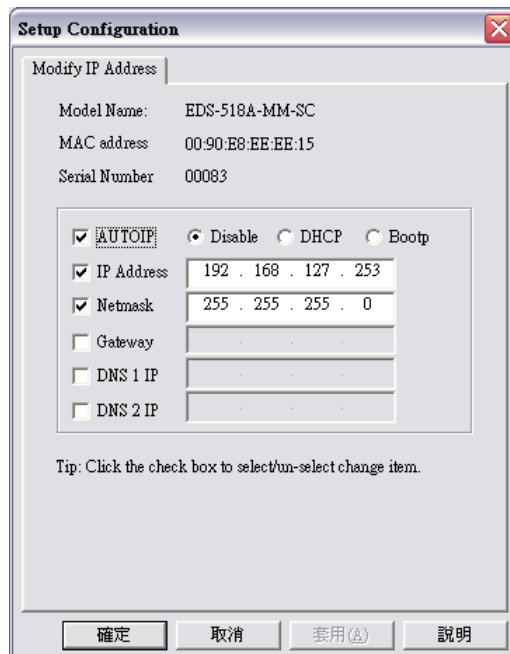 Setup Configuration
Modify IP Address
Model Name: EDS-518A-MM-SC
MAC address 00:90:E8:EE:EE:15
Serial Number 00083
AUTOIP Disable DHCP Bootp
IP Address 192 . 168 . 127 . 253
Netmask 255 . 255 . 255 . 0
Gateway
DNS 1 IP
DNS 2 IP
Tip: Click the check box to select/un-select change item.
確定 取消 套用(A) 說明